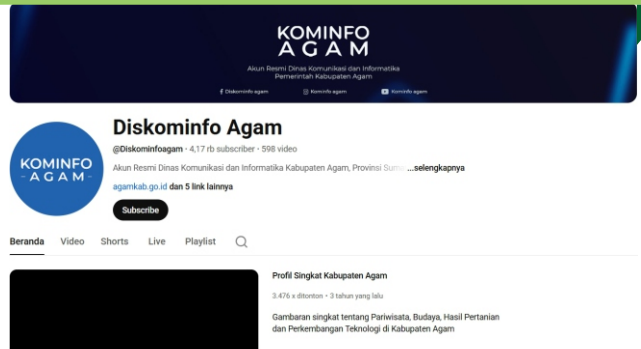 KOMINFO
AGAM
Akun Resmi Dinas Komunikasi dan Informatika
Pemerintah Kabupaten Agam
Diskominfo agam
Kominfo agam
Kominfo agam
KOMINFO
- AGAM -
Diskominfo Agam
@Diskominfoagam · 4,17 rb subscriber · 598 video
Akun Resmi Dinas Komunikasi dan Informatika Kabupaten Agam, Provinsi Suma ...selengkapnya
agamkab.go.id dan 5 link lainnya
Subscribe
Beranda Video Shorts Live Playlist
Profil Singkat Kabupaten Agam
3.476 x ditonton • 3 tahun yang lalu
Gambaran singkat tentang Pariwisata, Budaya, Hasil Pertanian
dan Perkembangan Teknologi di Kabupaten Agam